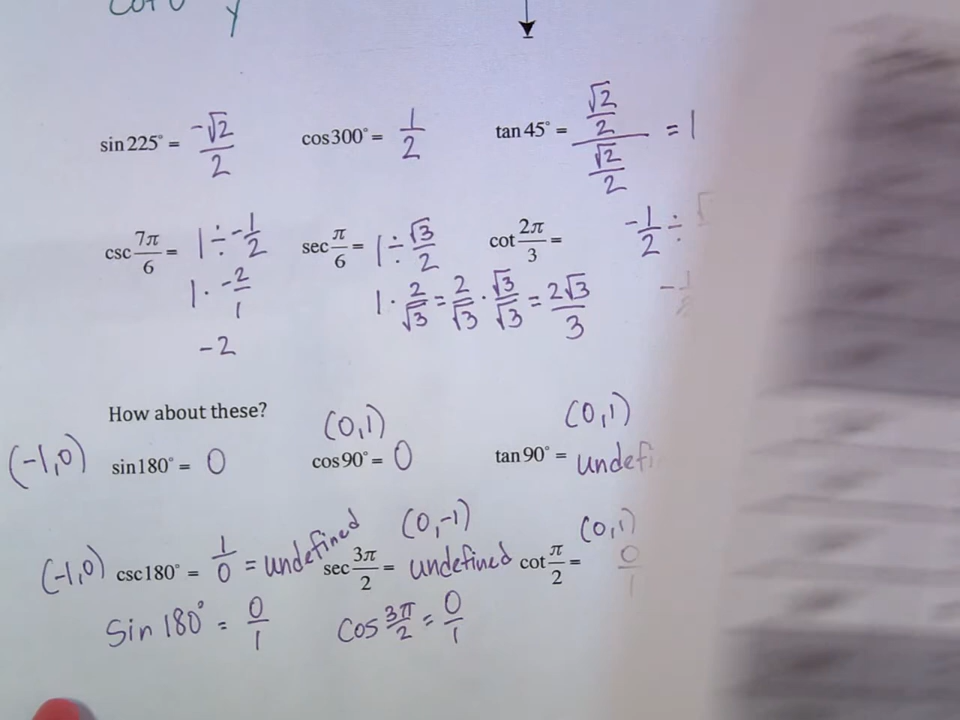 cot θ y
sin 225° = -√2/2 cos 300° = 1/2 tan 45° = (√2/2)/(√2/2) = 1
csc 7π/6 = 1 ÷ -1/2 sec π/6 = 1 ÷ √3/2 cot 2π/3 = -1/2 ÷
1 · -2/1 1 · 2/√3 = 2/√3 · √3/√3 = 2√3/3
-2
How about these? (0,1) (0,1)
(-1,0) sin 180° = 0 cos 90° = 0 tan 90° =
(-1,0) csc 180° = 1/0 = undefined (0,-1) sec 3π/2 = undefined (0,1) cot π/2 = 0/1
Sin 180° = 0/1 Cos 3π/2 = 0/1